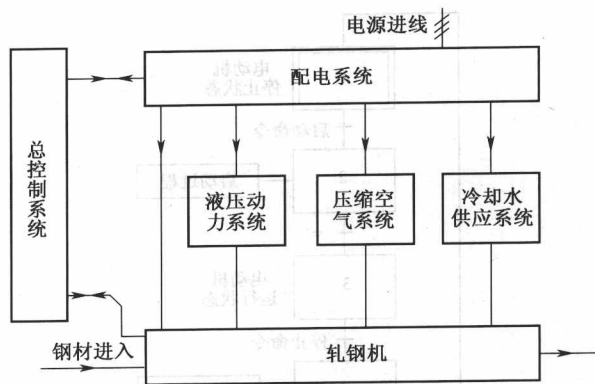 电源进线
配电系统
总控制系统
液压动
力系统
压缩空
气系统
冷却水
供应系统
钢材进入
轧钢机